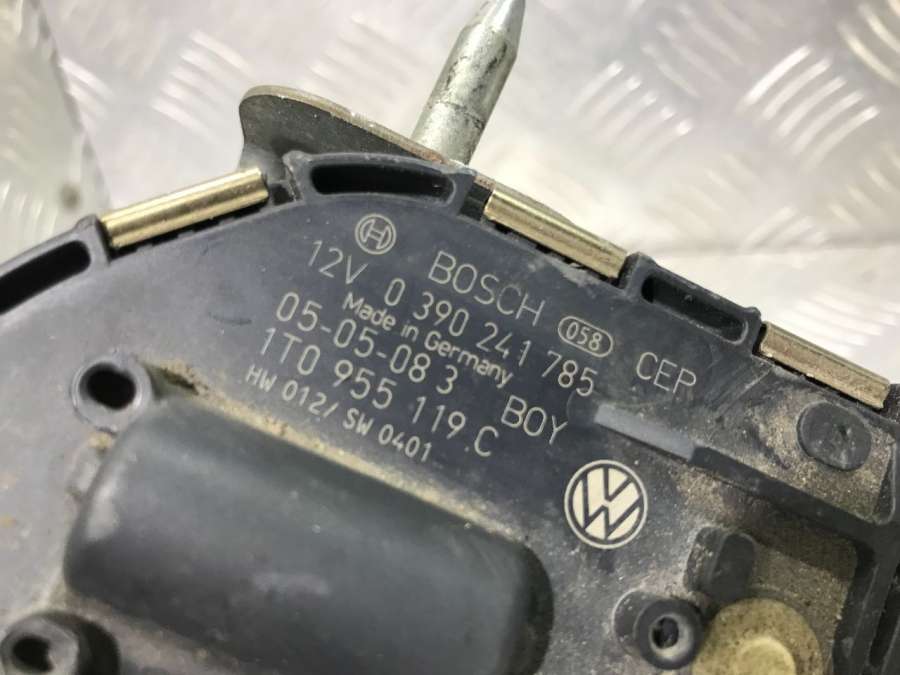 H BOSCH 058 CEP
12V 0 390 241 785
Made in Germany
05-05-08 3 BOY
1T0 955 119 C
HW 012/ SW 0401
VW